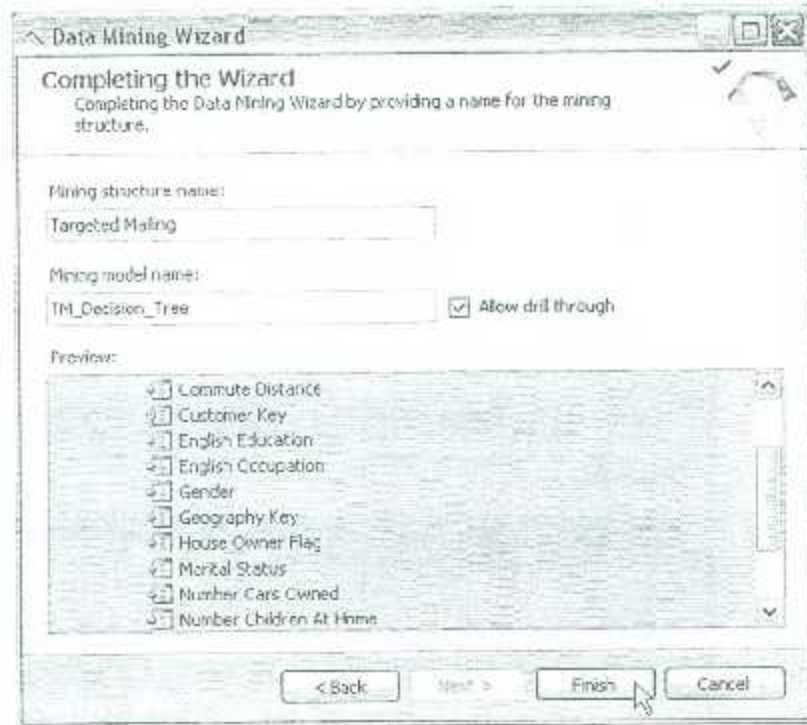 Data Mining Wizard
Completing the Wizard
Completing the Data Mining Wizard by providing a name for the mining
structure.
Mining structure name:
Targeted Mailing
Mining model name:
TM_Decision_Tree
Allow drill through
Preview:
Commute Distance
Customer Key
English Education
English Occupation
Gender
Geography Key
House Owner Flag
Marital Status
Number Cars Owned
Number Children At Home
< Back
Next >
Finish
Cancel